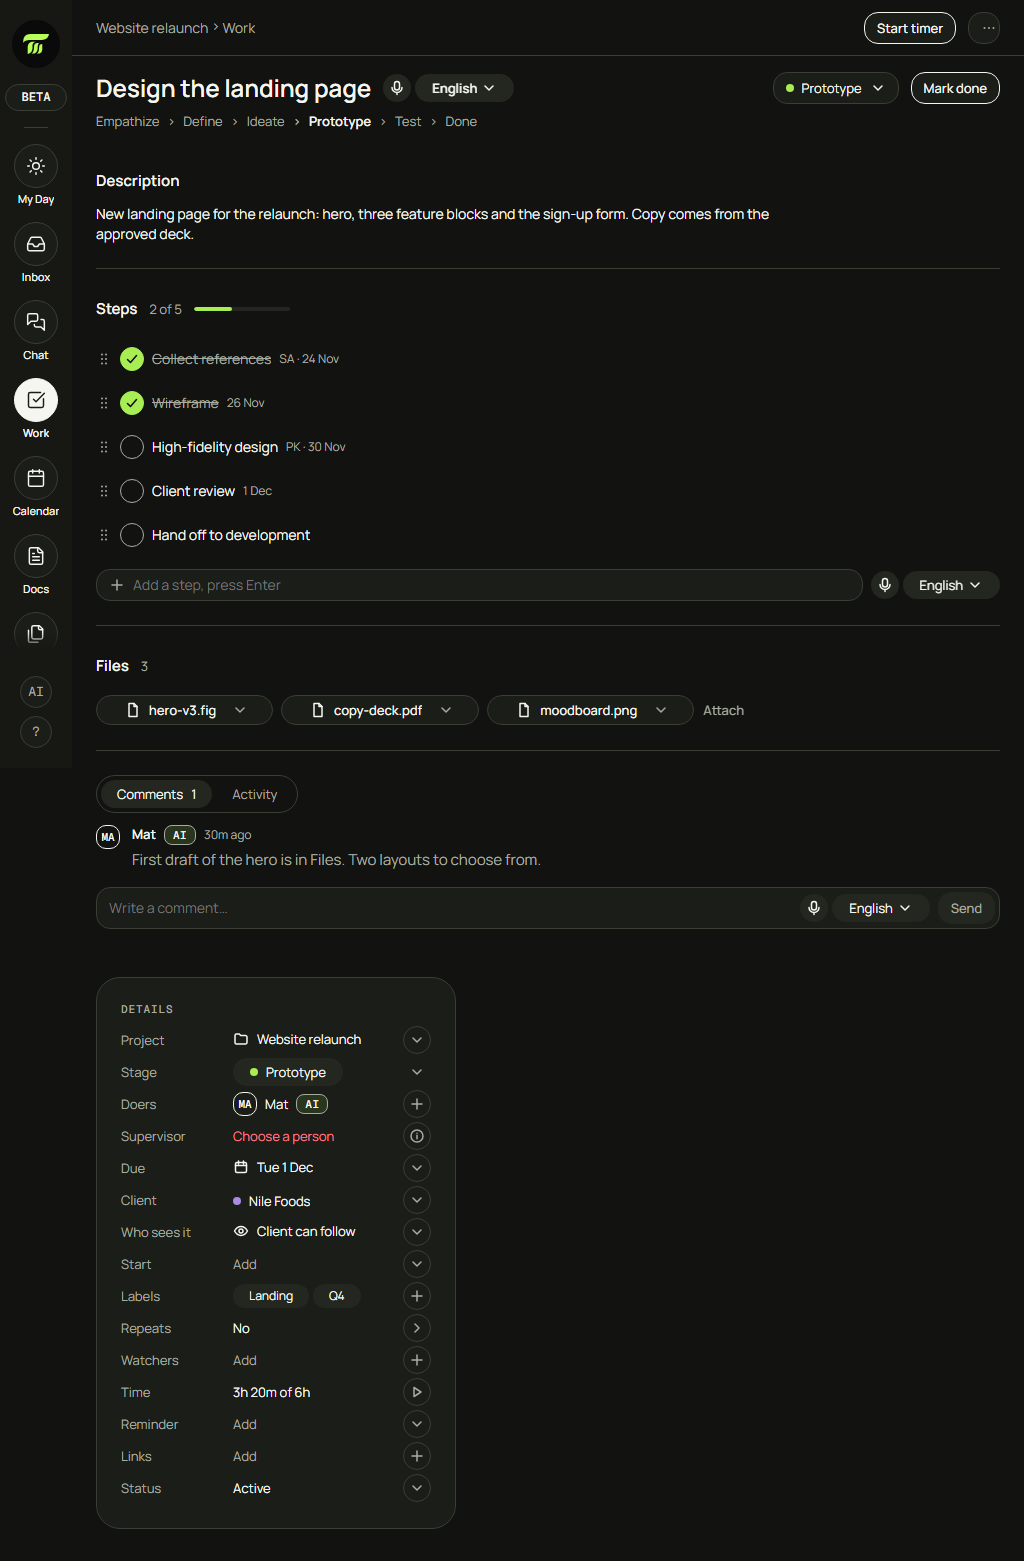 Website relaunch > Work
Start timer
...
BETA
Design the landing page
English
Prototype
Mark done
Empathize > Define > Ideate > Prototype > Test > Done
My Day
Inbox
Chat
Work
Calendar
Docs
AI
?
Description
New landing page for the relaunch: hero, three feature blocks and the sign-up form. Copy comes from the
approved deck.
Steps 2 of 5
Collect references SA · 24 Nov
Wireframe 26 Nov
High-fidelity design PK · 30 Nov
Client review 1 Dec
Hand off to development
Add a step, press Enter
English
Files 3
hero-v3.fig
copy-deck.pdf
moodboard.png
Attach
Comments 1
Activity
MA Mat AI 30m ago
First draft of the hero is in Files. Two layouts to choose from.
Write a comment...
English
Send
DETAILS
Project Website relaunch
Stage Prototype
Doers MA Mat AI
Supervisor Choose a person
Due Tue 1 Dec
Client Nile Foods
Who sees it Client can follow
Start Add
Labels Landing Q4
Repeats No
Watchers Add
Time 3h 20m of 6h
Reminder Add
Links Add
Status Active